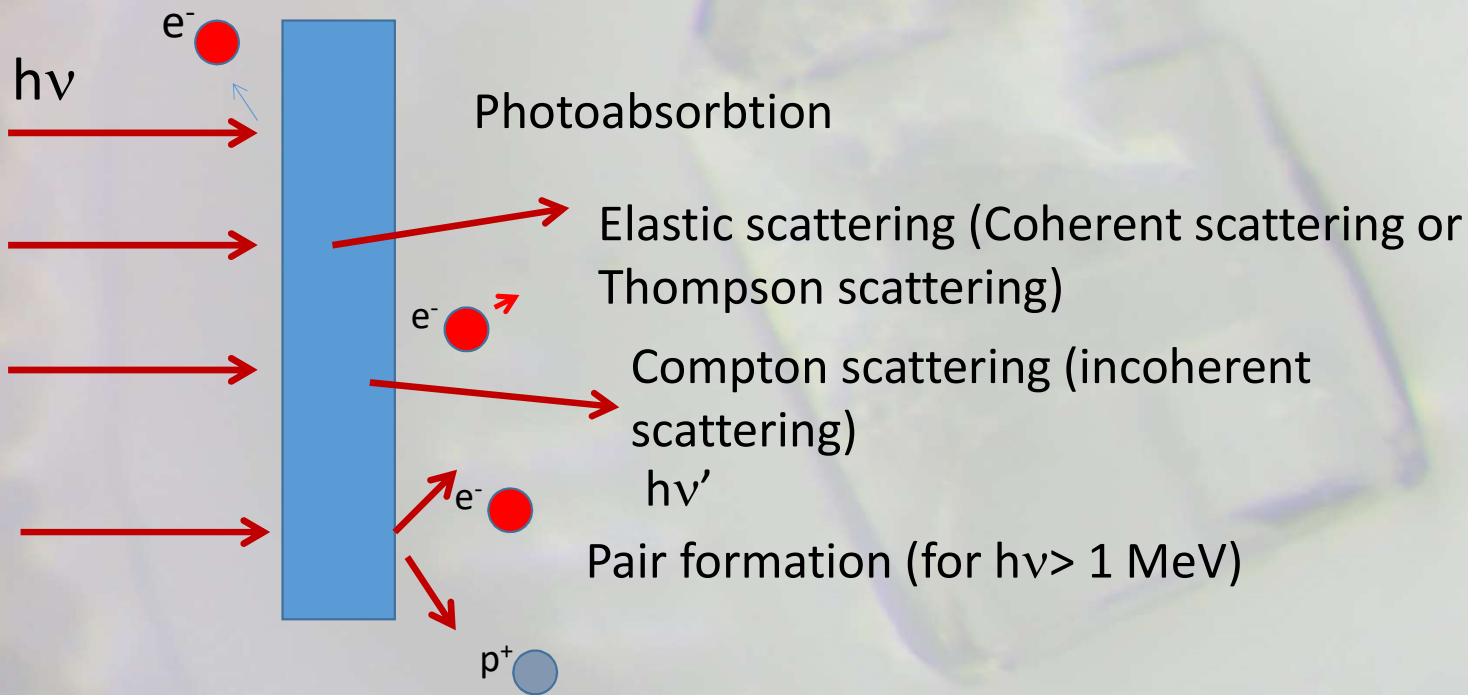 e⁻
hν
Photoabsorbtion
Elastic scattering (Coherent scattering or
Thompson scattering)
e⁻
Compton scattering (incoherent
scattering)
hν’
e⁻
Pair formation (for hν> 1 MeV)
p⁺